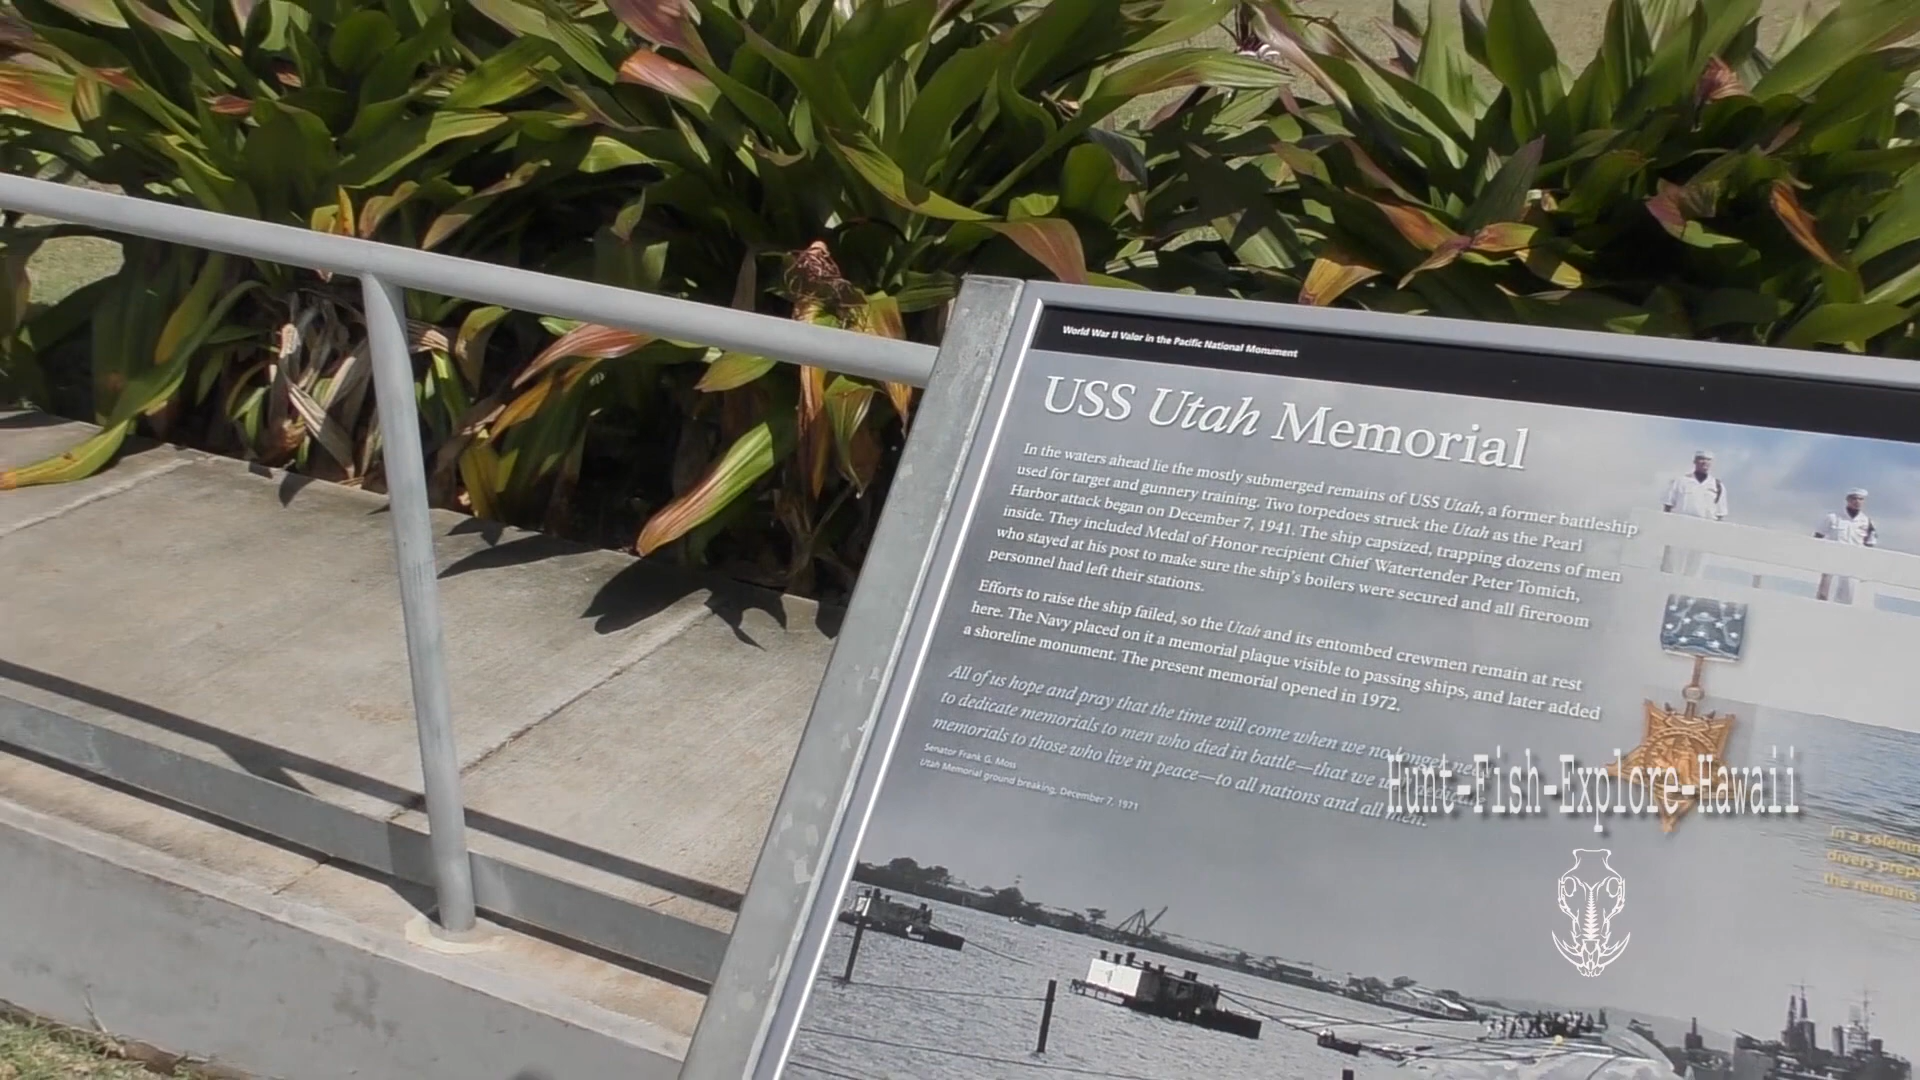 World War II Valor in the Pacific National Monument
USS Utah Memorial
In the waters ahead lie the mostly submerged remains of USS Utah, a former battleship
used for target and gunnery training. Two torpedoes struck the Utah as the Pearl
Harbor attack began on December 7, 1941. The ship capsized, trapping dozens of men
inside. They included Medal of Honor recipient Chief Watertender Peter Tomich,
who stayed at his post to make sure the ship's boilers were secured and all fireroom
personnel had left their stations.
Efforts to raise the ship failed, so the Utah and its entombed crewmen remain at rest
here. The Navy placed on it a memorial plaque visible to passing ships, and later added
a shoreline monument. The present memorial opened in 1972.
All of us hope and pray that the time will come when we no longer
to dedicate memorials to men who died in battle—that we
memorials to those who live in peace—to all nations and all men.
Senator Frank G. Moss
Utah Memorial ground breaking, December 7, 1971
Hunt-Fish-Explore-Hawaii
In a solemn
divers
the remains